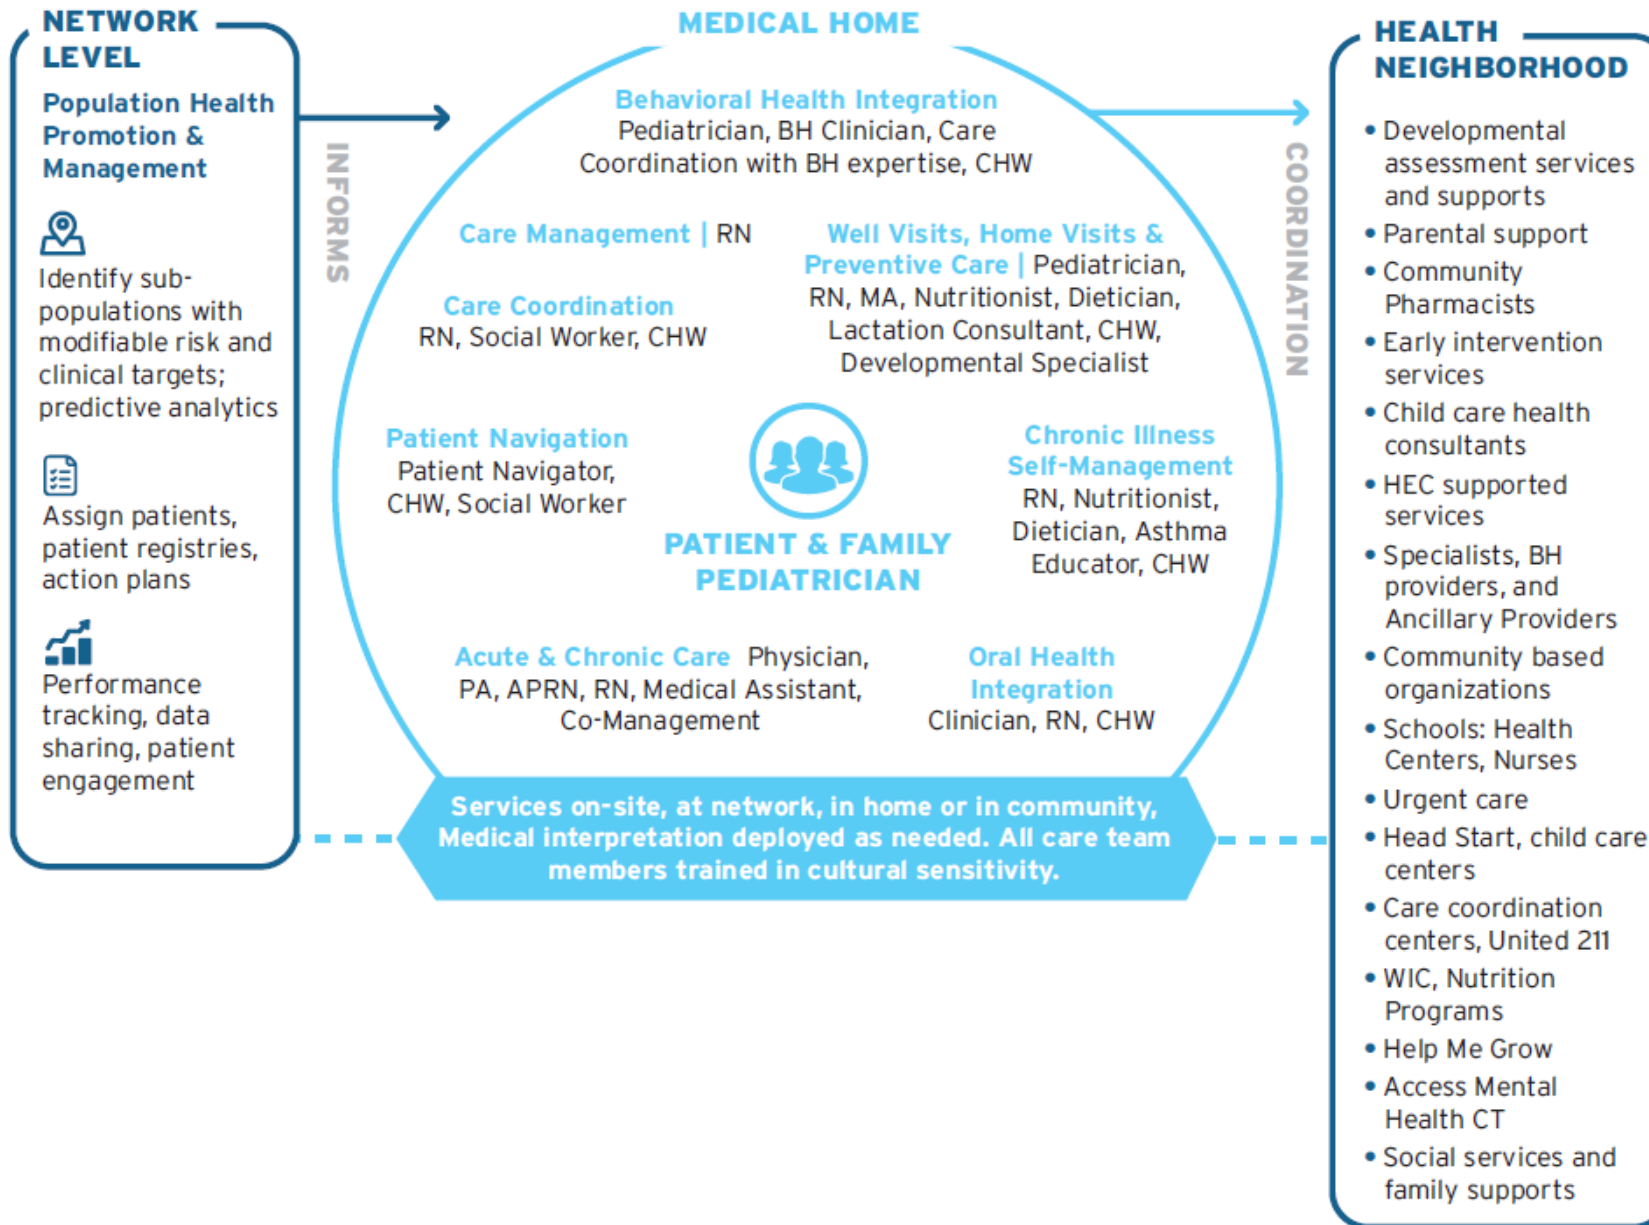 NETWORK
LEVEL
Population Health
Promotion &
Management
Identify sub-
populations with
modifiable risk and
clinical targets;
predictive analytics
Assign patients,
patient registries,
action plans
Performance
tracking, data
sharing, patient
engagement
INFORMS
MEDICAL HOME
Behavioral Health Integration
Pediatrician, BH Clinician, Care
Coordination with BH expertise, CHW
Care Management | RN
Care Coordination
RN, Social Worker, CHW
Well Visits, Home Visits &
Preventive Care | Pediatrician,
RN, MA, Nutritionist, Dietician,
Lactation Consultant, CHW,
Developmental Specialist
Patient Navigation
Patient Navigator,
CHW, Social Worker
PATIENT & FAMILY
PEDIATRICIAN
Chronic Illness
Self-Management
RN, Nutritionist,
Dietician, Asthma
Educator, CHW
Acute & Chronic Care Physician,
PA, APRN, RN, Medical Assistant,
Co-Management
Oral Health
Integration
Clinician, RN, CHW
Services on-site, at network, in home or in community,
Medical interpretation deployed as needed. All care team
members trained in cultural sensitivity.
COORDINATION
HEALTH
NEIGHBORHOOD
• Developmental
assessment services
and supports
• Parental support
• Community
Pharmacists
• Early intervention
services
• Child care health
consultants
• HEC supported
services
• Specialists, BH
providers, and
Ancillary Providers
• Community based
organizations
• Schools: Health
Centers, Nurses
• Urgent care
• Head Start, child care
centers
• Care coordination
centers, United 211
• WIC, Nutrition
Programs
• Help Me Grow
• Access Mental
Health CT
• Social services and
family supports